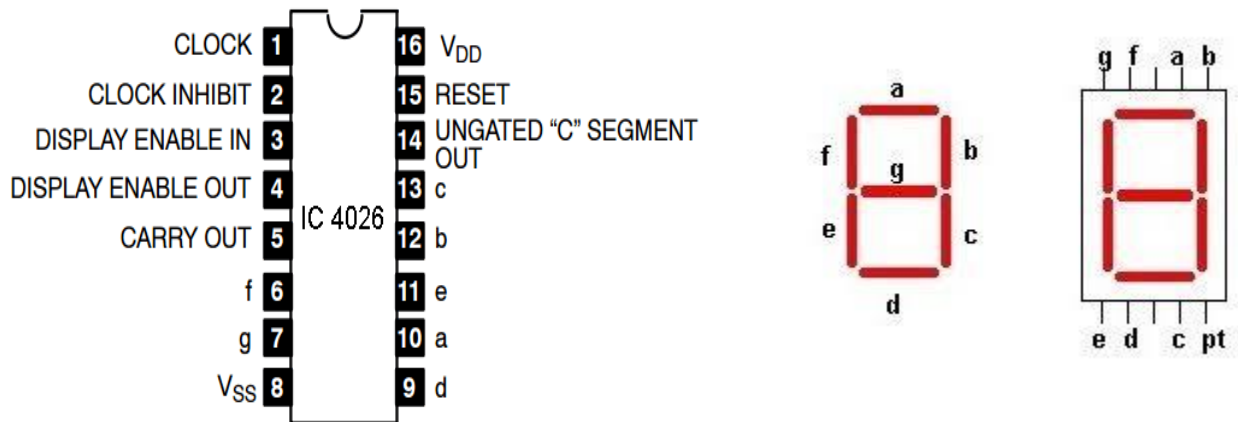 CLOCK 1
CLOCK INHIBIT 2
DISPLAY ENABLE IN 3
DISPLAY ENABLE OUT 4
CARRY OUT 5
f 6
g 7
VSS 8
IC 4026
16 VDD
15 RESET
14 UNGATED “C” SEGMENT
OUT
13 c
12 b
11 e
10 a
9 d
a
f b
g
e c
d
g f a b
e d c pt